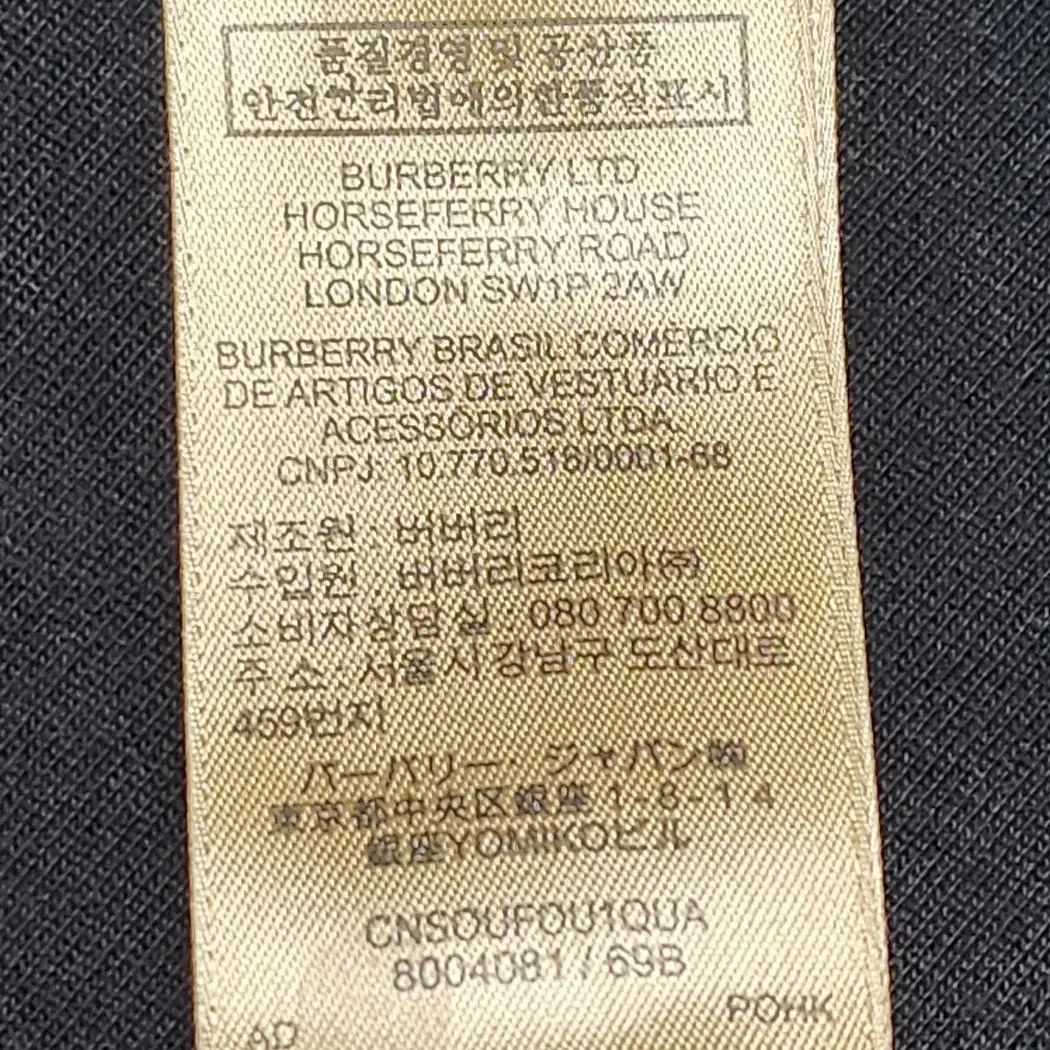 품질경영 및 공산품
안전관리법에의한품질표시
BURBERRY LTD
HORSEFERRY HOUSE
HORSEFERRY ROAD
LONDON SW1P 2AW
BURBERRY BRASIL COMERCIO
DE ARTIGOS DE VESTUÁRIO E
ACESSÓRIOS LTDA
CNPJ: 10.770.518/0001-68
제조원 : 버버리
수입원 : 버버리코리아(주)
소비자상담실 : 080 700 8800
주 소 : 서울시강남구 도산대로
459번지
バーバリー・ジャパン㈱
東京都中央区銀座1-8-14
銀座YOMIKOビル
CNSOUFOU1QUA
8004081 / 69B
POHK
AD